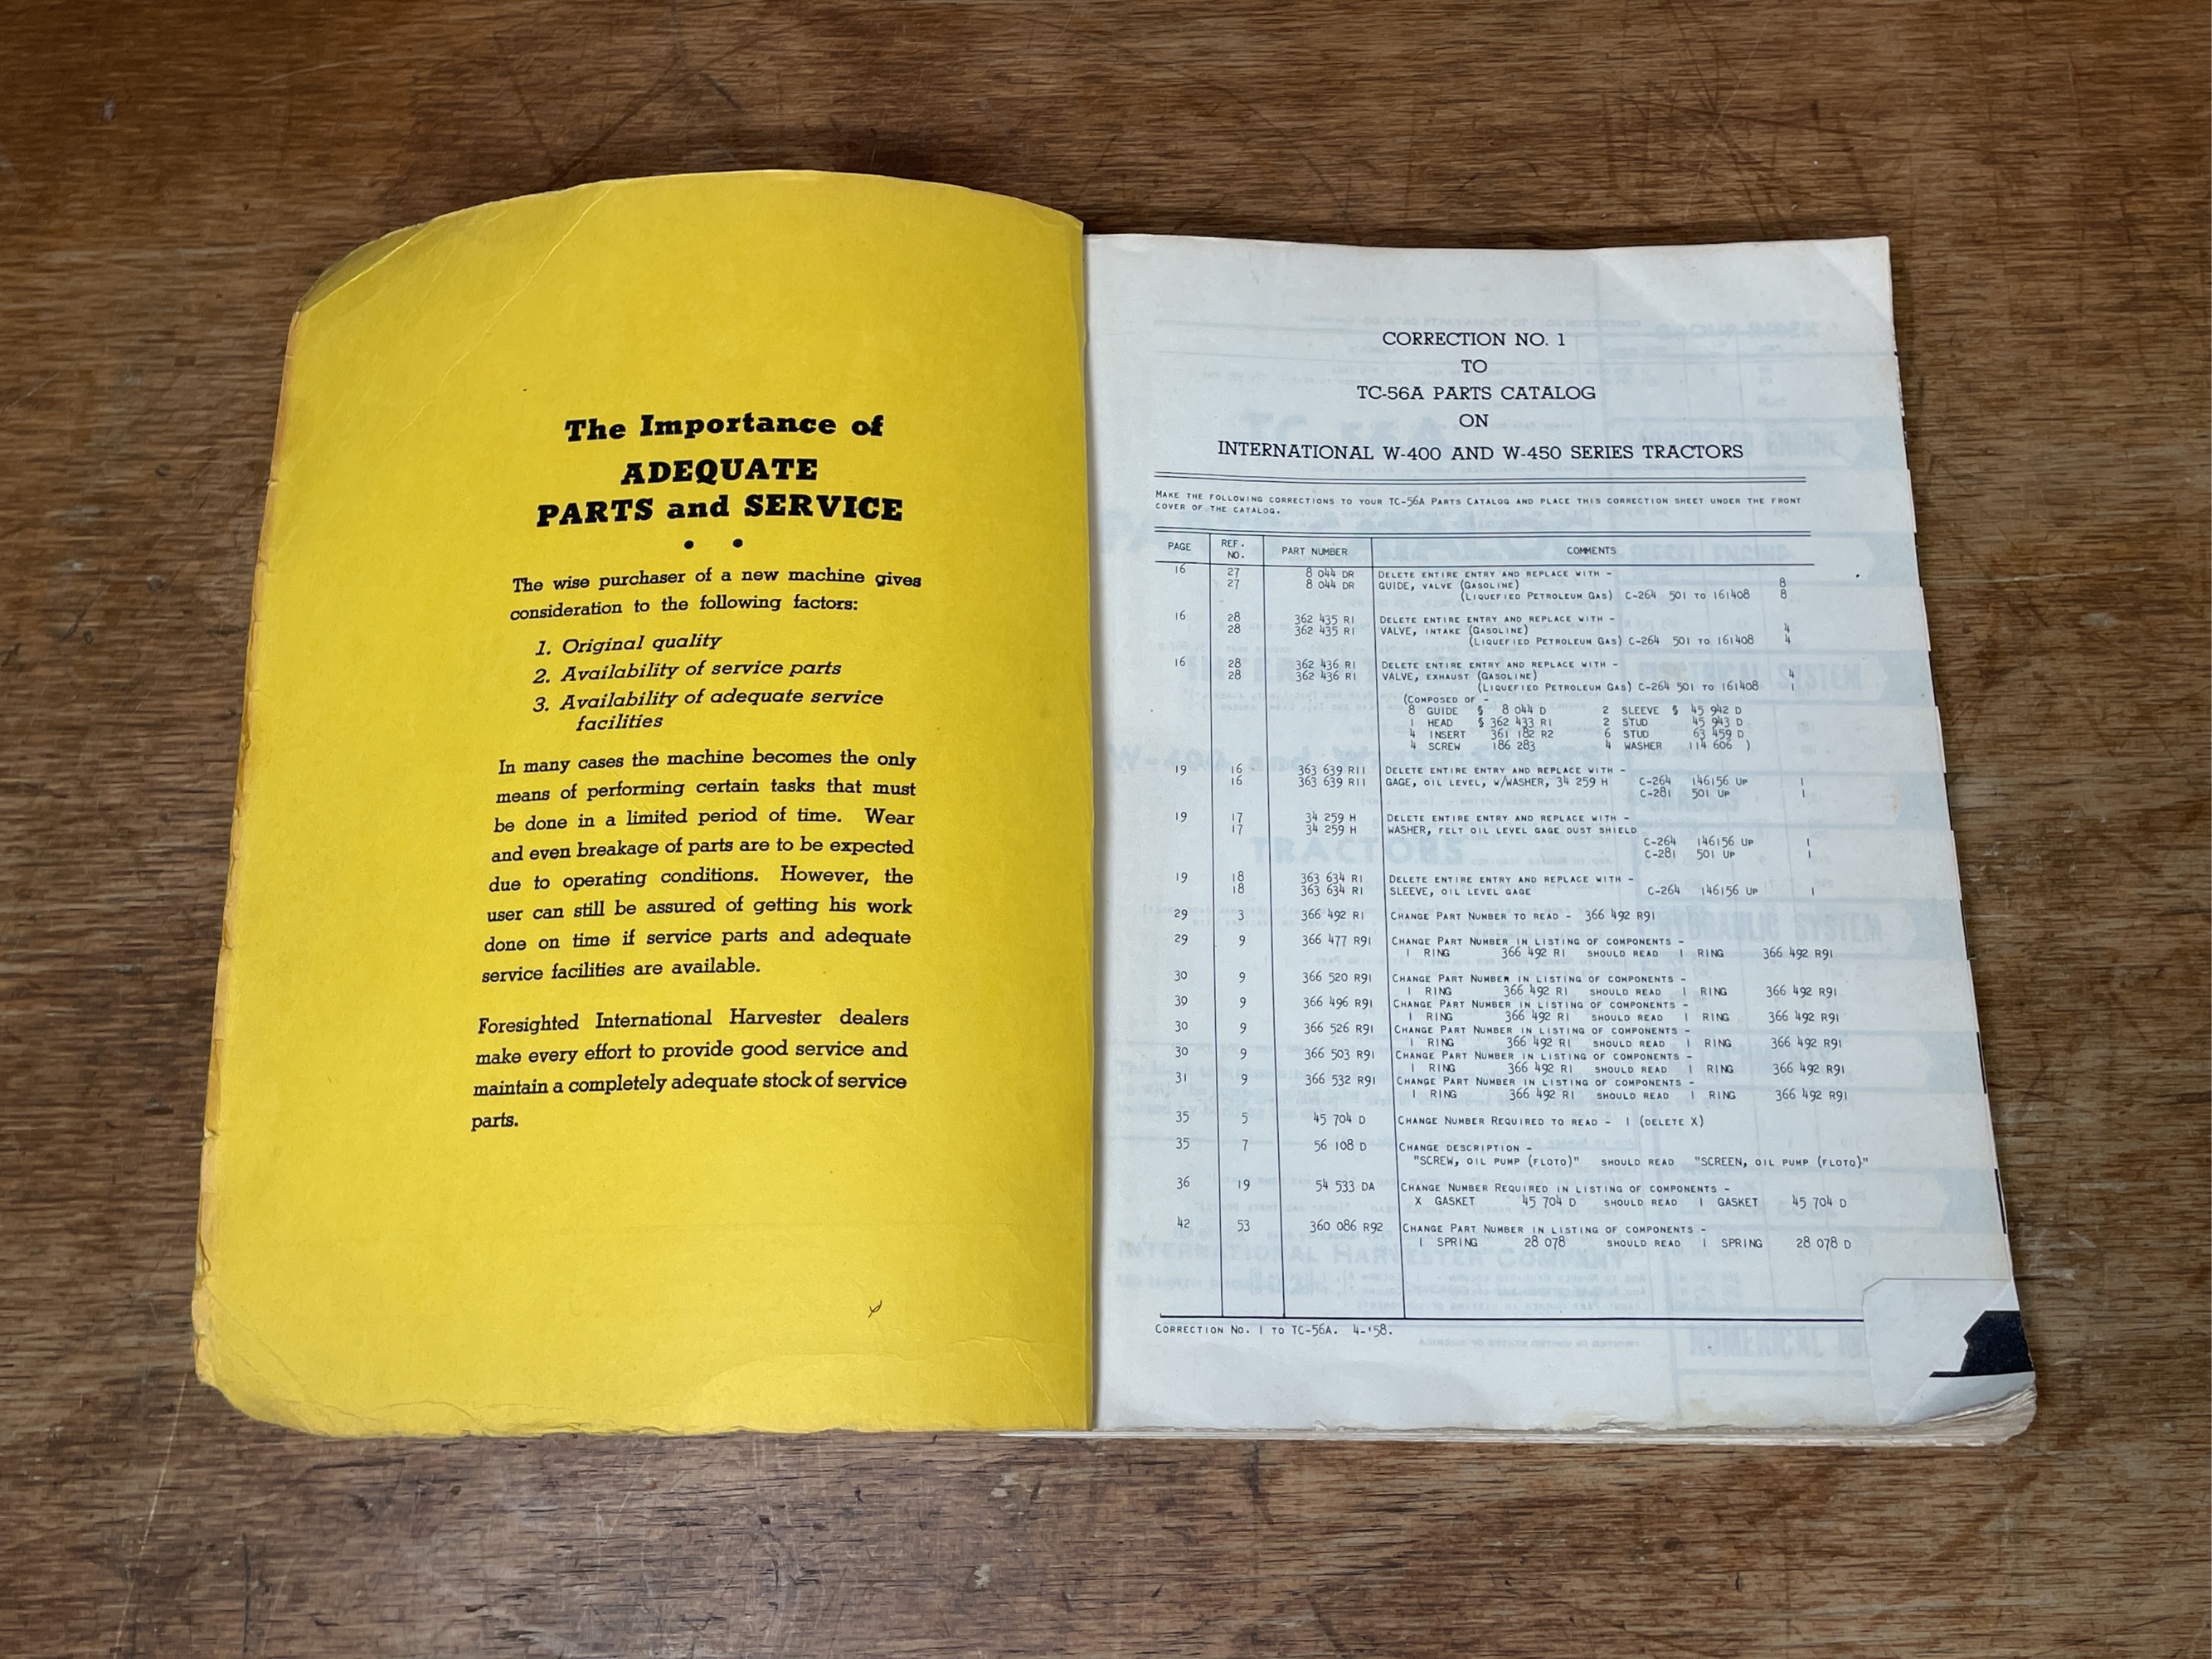 The Importance of
ADEQUATE
PARTS and SERVICE
• •
The wise purchaser of a new machine gives
consideration to the following factors:
1. Original quality
2. Availability of service parts
3. Availability of adequate service
facilities
In many cases the machine becomes the only
means of performing certain tasks that must
be done in a limited period of time. Wear
and even breakage of parts are to be expected
due to operating conditions. However, the
user can still be assured of getting his work
done on time if service parts and adequate
service facilities are available.
Foresighted International Harvester dealers
make every effort to provide good service and
maintain a completely adequate stock of service
parts.
CORRECTION NO. 1
TO
TC-56A PARTS CATALOG
ON
INTERNATIONAL W-400 AND W-450 SERIES TRACTORS
MAKE THE FOLLOWING CORRECTIONS TO YOUR TC-56A PARTS CATALOG AND PLACE THIS CORRECTION SHEET UNDER THE FRONT
COVER OF THE CATALOG.
PAGE REF. NO. PART NUMBER COMMENTS
16 27 8 044 DR DELETE ENTIRE ENTRY AND REPLACE WITH -
27 8 044 DR GUIDE, VALVE (GASOLINE) 8
(LIQUEFIED PETROLEUM GAS) C-264 501 TO 161408 8
16 28 362 435 R1 DELETE ENTIRE ENTRY AND REPLACE WITH -
28 362 435 R1 VALVE, INTAKE (GASOLINE) 4
(LIQUEFIED PETROLEUM GAS) C-264 501 TO 161408 4
16 28 362 436 R1 DELETE ENTIRE ENTRY AND REPLACE WITH -
28 362 436 R1 VALVE, EXHAUST (GASOLINE) 4
(LIQUEFIED PETROLEUM GAS) C-264 501 TO 161408 1
(COMPOSED OF -
8 GUIDE § 8 044 D 2 SLEEVE § 45 942 D
1 HEAD § 362 433 R1 2 STUD 45 943 D
4 INSERT 361 182 R2 6 STUD 63 459 D
4 SCREW 186 283 4 WASHER 114 606 )
19 16 363 639 R11 DELETE ENTIRE ENTRY AND REPLACE WITH -
16 363 639 R11 GAGE, OIL LEVEL, W/WASHER, 34 259 H C-264 146156 UP 1
C-281 501 UP 1
19 17 34 259 H DELETE ENTIRE ENTRY AND REPLACE WITH -
17 34 259 H WASHER, FELT OIL LEVEL GAGE DUST SHIELD
C-264 146156 UP 1
C-281 501 UP 1
19 18 363 634 R1 DELETE ENTIRE ENTRY AND REPLACE WITH -
18 363 634 R1 SLEEVE, OIL LEVEL GAGE C-264 146156 UP 1
29 3 366 492 R1 CHANGE PART NUMBER TO READ - 366 492 R91
29 9 366 477 R91 CHANGE PART NUMBER IN LISTING OF COMPONENTS -
1 RING 366 492 R1 SHOULD READ 1 RING 366 492 R91
30 9 366 520 R91 CHANGE PART NUMBER IN LISTING OF COMPONENTS -
1 RING 366 492 R1 SHOULD READ 1 RING 366 492 R91
30 9 366 496 R91 CHANGE PART NUMBER IN LISTING OF COMPONENTS -
1 RING 366 492 R1 SHOULD READ 1 RING 366 492 R91
30 9 366 526 R91 CHANGE PART NUMBER IN LISTING OF COMPONENTS -
1 RING 366 492 R1 SHOULD READ 1 RING 366 492 R91
30 9 366 503 R91 CHANGE PART NUMBER IN LISTING OF COMPONENTS -
1 RING 366 492 R1 SHOULD READ 1 RING 366 492 R91
31 9 366 532 R91 CHANGE PART NUMBER IN LISTING OF COMPONENTS -
1 RING 366 492 R1 SHOULD READ 1 RING 366 492 R91
35 5 45 704 D CHANGE NUMBER REQUIRED TO READ - 1 (DELETE X)
35 7 56 108 D CHANGE DESCRIPTION -
"SCREW, OIL PUMP (FLOTO)" SHOULD READ "SCREEN, OIL PUMP (FLOTO)"
36 19 54 533 DA CHANGE NUMBER REQUIRED IN LISTING OF COMPONENTS -
X GASKET 45 704 D SHOULD READ 1 GASKET 45 704 D
42 53 360 086 R92 CHANGE PART NUMBER IN LISTING OF COMPONENTS -
1 SPRING 28 078 SHOULD READ 1 SPRING 28 078 D
CORRECTION NO. 1 TO TC-56A. 4-'58.